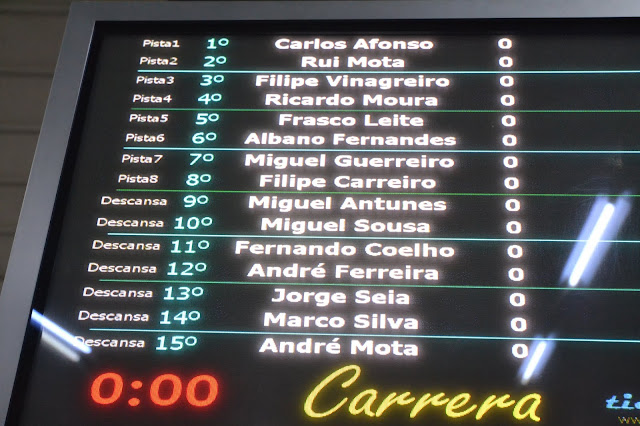 Pista1 1º Carlos Afonso 0
Pista2 2º Rui Mota 0
Pista3 3º Filipe Vinagreiro 0
Pista4 4º Ricardo Moura 0
Pista5 5º Frasco Leite 0
Pista6 6º Albano Fernandes 0
Pista7 7º Miguel Guerreiro 0
Pista8 8º Filipe Carreiro 0
Descansa 9º Miguel Antunes 0
Descansa 10º Miguel Sousa 0
Descansa 11º Fernando Coelho 0
Descansa 12º André Ferreira 0
Descansa 13º Jorge Seia 0
Descansa 14º Marco Silva 0
Descansa 15º André Mota 0
0:00 Carrera